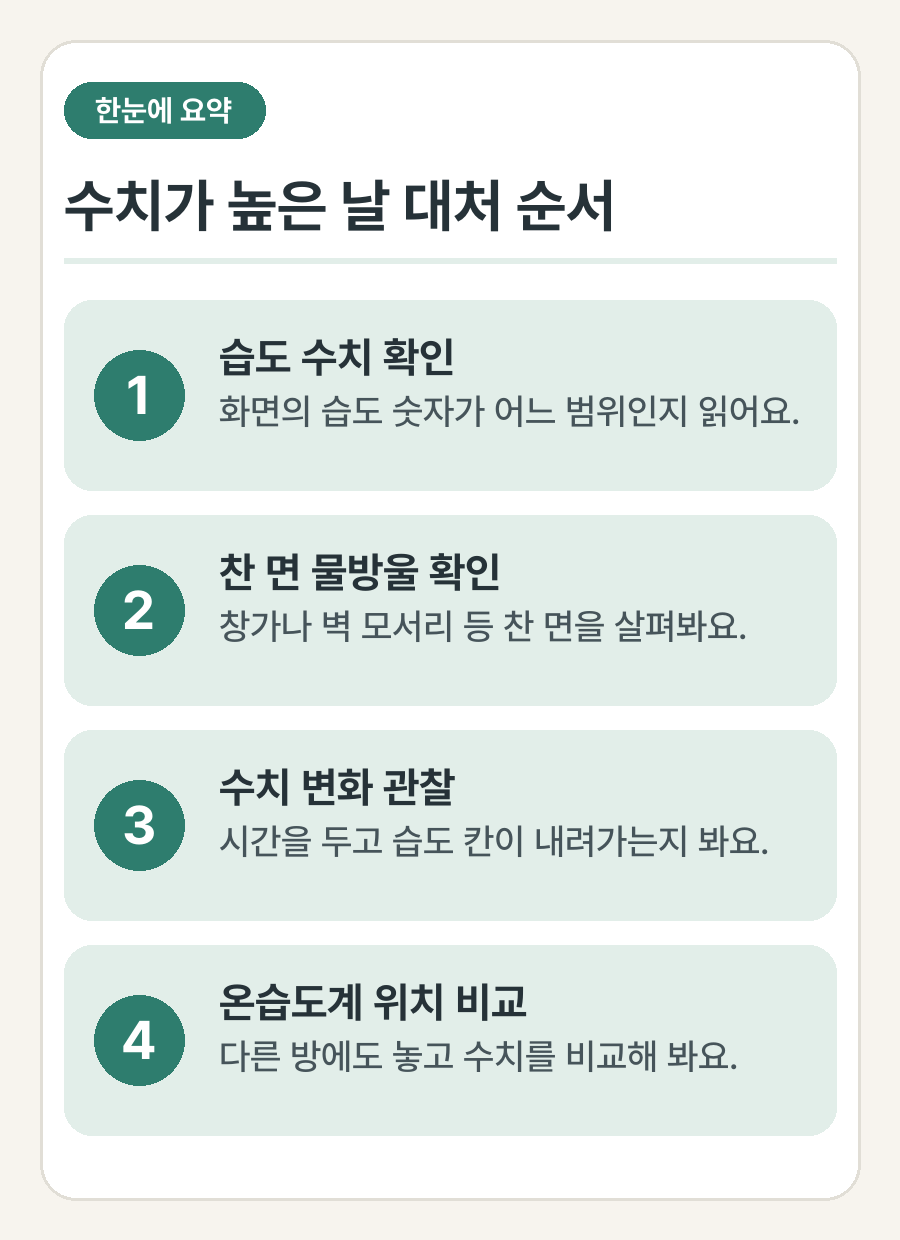 한눈에 요약
수치가 높은 날 대처 순서
1
습도 수치 확인
화면의 습도 숫자가 어느 범위인지 읽어요.
2
찬 면 물방울 확인
창가나 벽 모서리 등 찬 면을 살펴봐요.
3
수치 변화 관찰
시간을 두고 습도 칸이 내려가는지 봐요.
4
온습도계 위치 비교
다른 방에도 놓고 수치를 비교해 봐요.